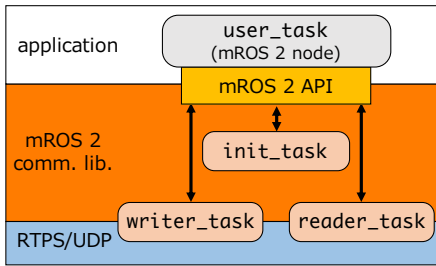 user_task
application
(mROS 2 node)
mROS 2 API
mROS 2
comm. lib.
init_task
writer_task
reader_task
RTPS/UDP